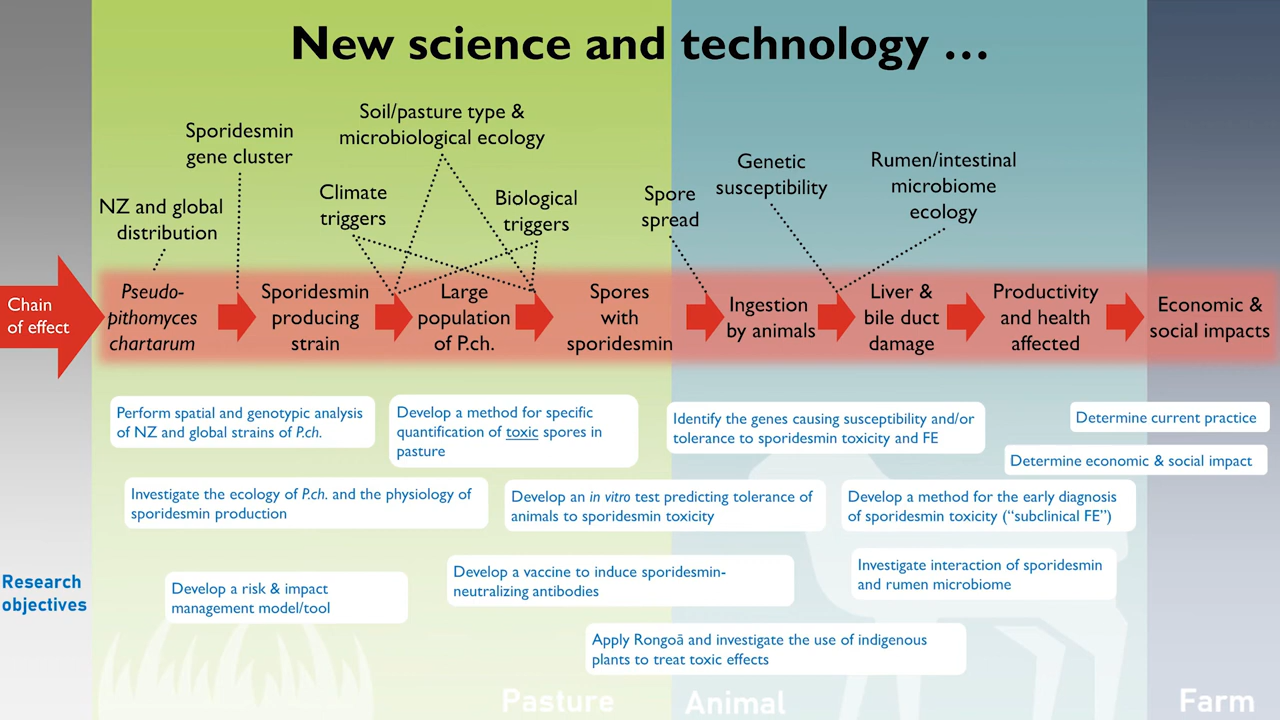 New science and technology ...
Soil/pasture type &
microbiological ecology
Sporidesmin
gene cluster
Genetic
susceptibility
Rumen/intestinal
microbiome
ecology
Climate
triggers
Biological
triggers
Spore
spread
NZ and global
distribution
Chain
of effect
Pseudo-
pithomyces
chartarum
Sporidesmin
producing
strain
Large
population
of P.ch.
Spores
with
sporidesmin
Ingestion
by animals
Liver &
bile duct
damage
Productivity
and health
affected
Economic &
social impacts
Perform spatial and genotypic analysis
of NZ and global strains of P.ch.
Develop a method for specific
quantification of toxic spores in
pasture
Identify the genes causing susceptibility and/or
tolerance to sporidesmin toxicity and FE
Determine current practice
Determine economic & social impact
Investigate the ecology of P.ch. and the physiology of
sporidesmin production
Develop an in vitro test predicting tolerance of
animals to sporidesmin toxicity
Develop a method for the early diagnosis
of sporidesmin toxicity (“subclinical FE”)
Research
objectives
Develop a risk & impact
management model/tool
Develop a vaccine to induce sporidesmin-
neutralizing antibodies
Investigate interaction of sporidesmin
and rumen microbiome
Apply Rongoā and investigate the use of indigenous
plants to treat toxic effects
Pasture
Animal
Farm